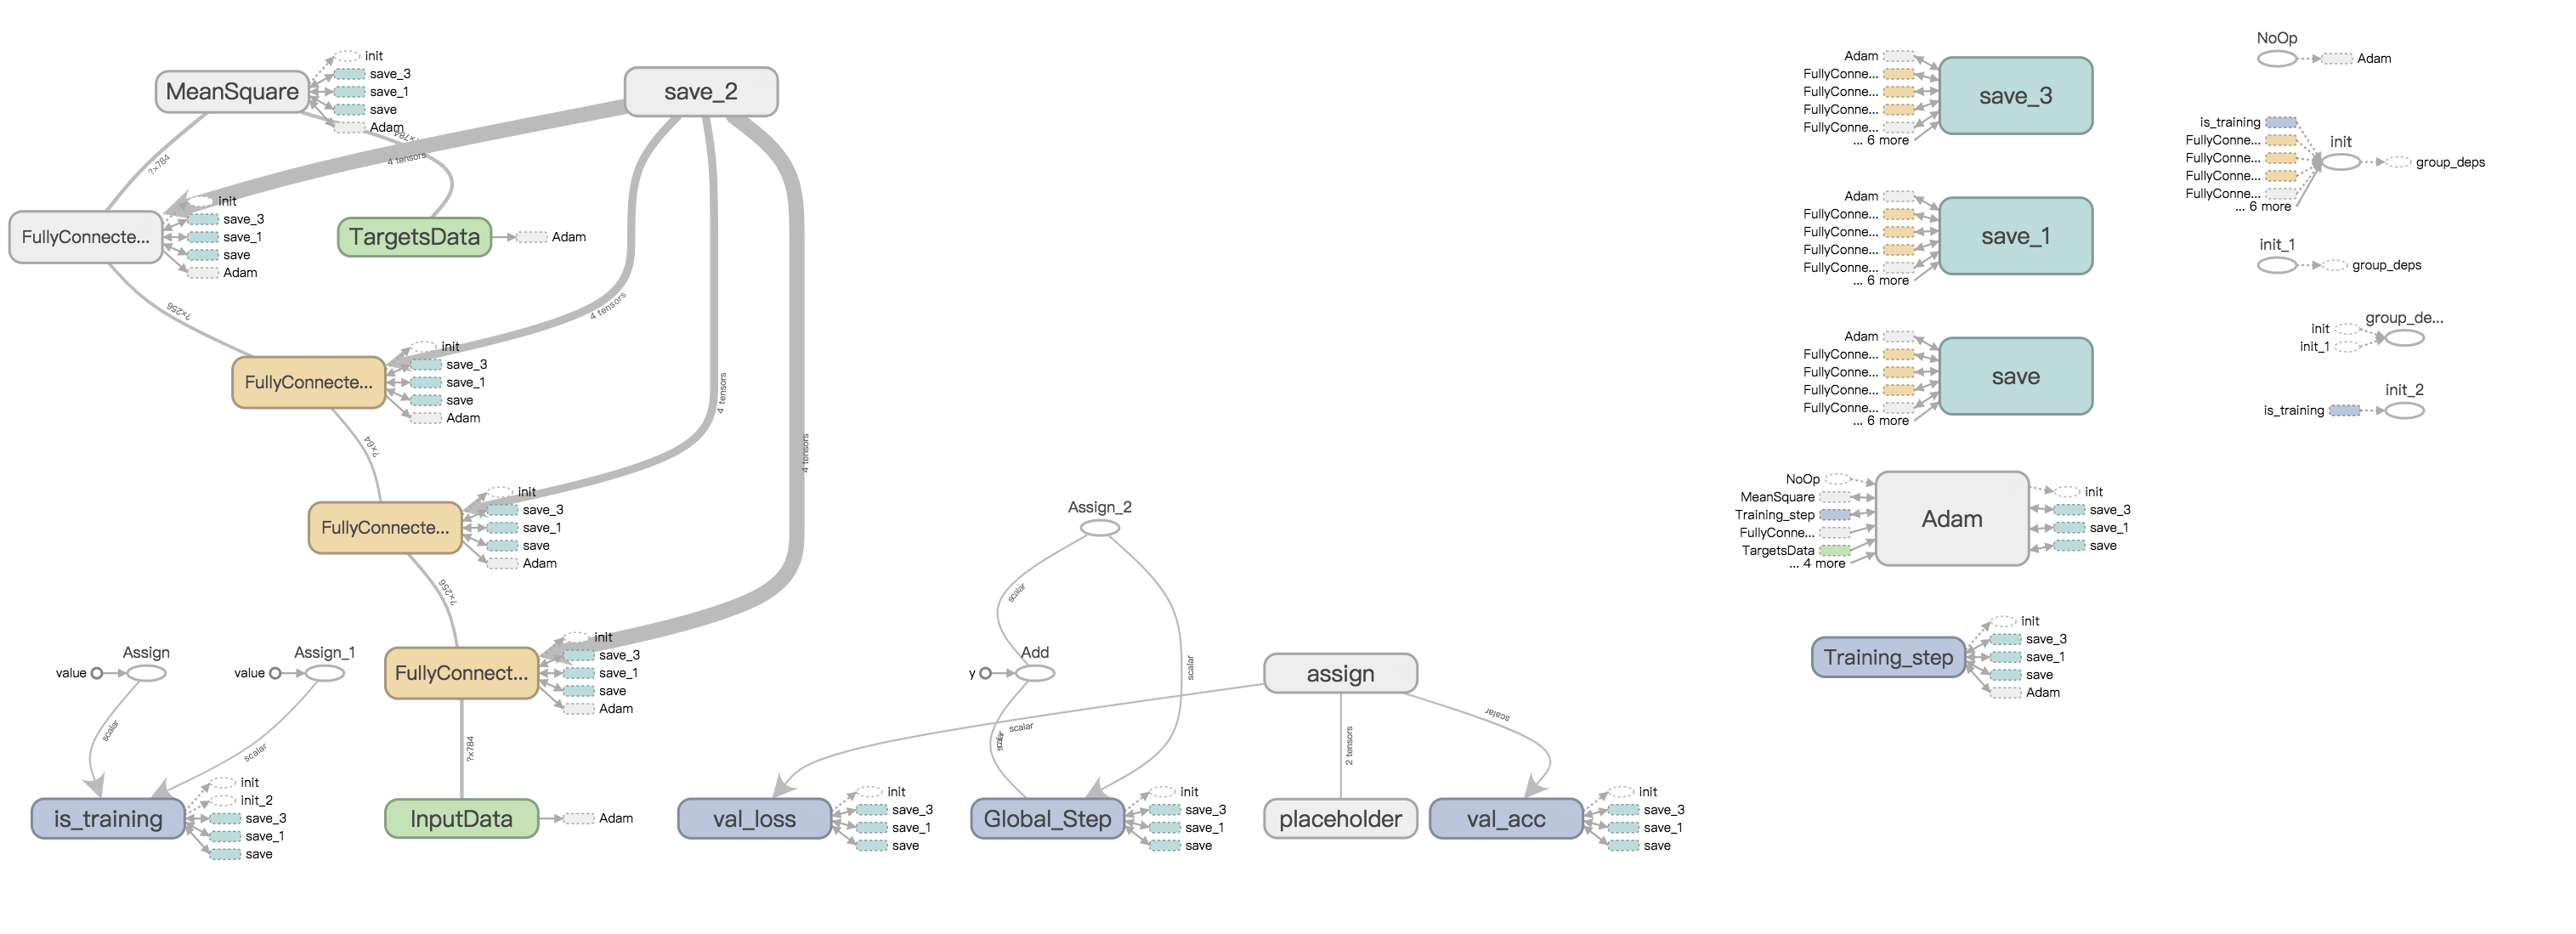 MeanSquare
init
save_3
save_1
save
Adam
?x784
?x784
save_2
4 tensors
FullyConnecte...
init
save_3
save_1
save
Adam
TargetsData
Adam
?x256
4 tensors
FullyConnecte...
init
save_3
save_1
save
Adam
?x64
4 tensors
FullyConnecte...
init
save_3
save_1
save
Adam
?x256
4 tensors
FullyConnect...
init
save_3
save_1
save
Adam
?x784
InputData
Adam
Assign
value
scalar
Assign_1
value
scalar
is_training
init
init_2
save_3
save_1
save
Assign_2
scalar
scalar
Add
y
scalar
scalar
assign
scalar
2 tensors
scalar
val_loss
init
save_3
save_1
save
Global_Step
init
save_3
save_1
save
placeholder
val_acc
init
save_3
save_1
save
Adam
FullyConne...
FullyConne...
FullyConne...
FullyConne...
... 6 more
save_3
Adam
FullyConne...
FullyConne...
FullyConne...
FullyConne...
... 6 more
save_1
Adam
FullyConne...
FullyConne...
FullyConne...
FullyConne...
... 6 more
save
NoOp
MeanSquare
Training_step
FullyConne...
TargetsData
... 4 more
Adam
init
save_3
save_1
save
Training_step
init
save_3
save_1
save
Adam
NoOp
Adam
is_training
FullyConne...
FullyConne...
FullyConne...
FullyConne...
... 6 more
init
group_deps
init_1
group_deps
group_de...
init
init_1
init_2
is_training